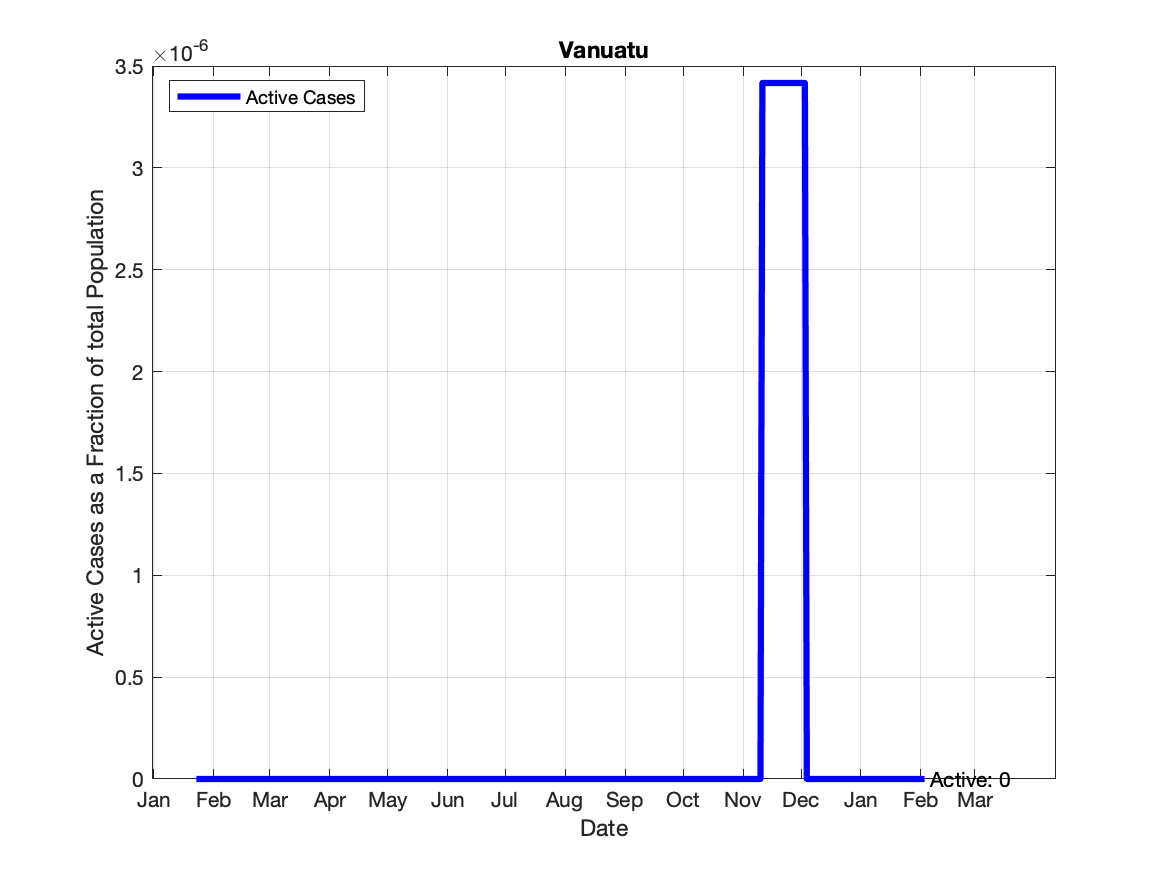 Vanuatu
×10-6
Active Cases
3.5
3
2.5
2
1.5
1
0.5
0
Active Cases as a Fraction of total Population
Active: 0
Jan Feb Mar Apr May Jun Jul Aug Sep Oct Nov Dec Jan Feb Mar
Date